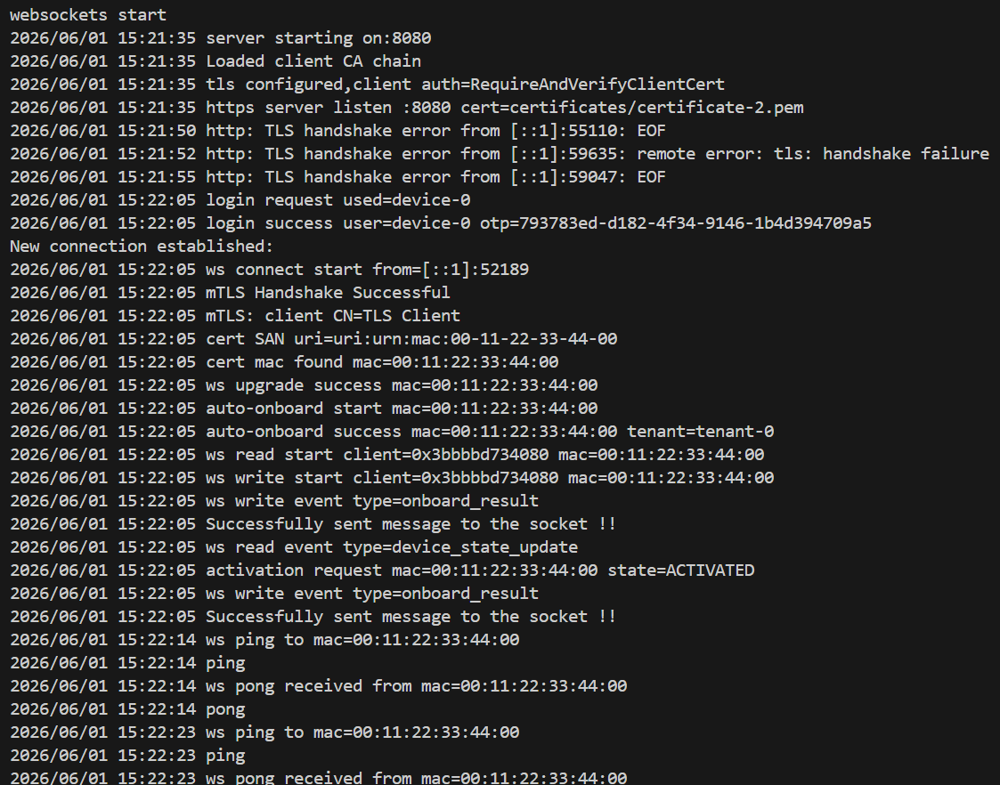 websockets start
2026/06/01 15:21:35 server starting on:8080
2026/06/01 15:21:35 Loaded client CA chain
2026/06/01 15:21:35 tls configured,client auth=RequireAndVerifyClientCert
2026/06/01 15:21:35 https server listen :8080 cert=certificates/certificate-2.pem
2026/06/01 15:21:50 http: TLS handshake error from [::1]:55110: EOF
2026/06/01 15:21:52 http: TLS handshake error from [::1]:59635: remote error: tls: handshake failure
2026/06/01 15:21:55 http: TLS handshake error from [::1]:59047: EOF
2026/06/01 15:22:05 login request used=device-0
2026/06/01 15:22:05 login success user=device-0 otp=793783ed-d182-4f34-9146-1b4d394709a5
New connection established:
2026/06/01 15:22:05 ws connect start from=[::1]:52189
2026/06/01 15:22:05 mTLS Handshake Successful
2026/06/01 15:22:05 mTLS: client CN=TLS Client
2026/06/01 15:22:05 cert SAN uri=uri:urn:mac:00-11-22-33-44-00
2026/06/01 15:22:05 cert mac found mac=00:11:22:33:44:00
2026/06/01 15:22:05 ws upgrade success mac=00:11:22:33:44:00
2026/06/01 15:22:05 auto-onboard start mac=00:11:22:33:44:00
2026/06/01 15:22:05 auto-onboard success mac=00:11:22:33:44:00 tenant=tenant-0
2026/06/01 15:22:05 ws read start client=0x3bbbbd734080 mac=00:11:22:33:44:00
2026/06/01 15:22:05 ws write start client=0x3bbbbd734080 mac=00:11:22:33:44:00
2026/06/01 15:22:05 ws write event type=onboard_result
2026/06/01 15:22:05 Successfully sent message to the socket !!
2026/06/01 15:22:05 ws read event type=device_state_update
2026/06/01 15:22:05 activation request mac=00:11:22:33:44:00 state=ACTIVATED
2026/06/01 15:22:05 ws write event type=onboard_result
2026/06/01 15:22:05 Successfully sent message to the socket !!
2026/06/01 15:22:14 ws ping to mac=00:11:22:33:44:00
2026/06/01 15:22:14 ping
2026/06/01 15:22:14 ws pong received from mac=00:11:22:33:44:00
2026/06/01 15:22:14 pong
2026/06/01 15:22:23 ws ping to mac=00:11:22:33:44:00
2026/06/01 15:22:23 ping
2026/06/01 15:22:23 ws pong received from mac=00:11:22:33:44:00